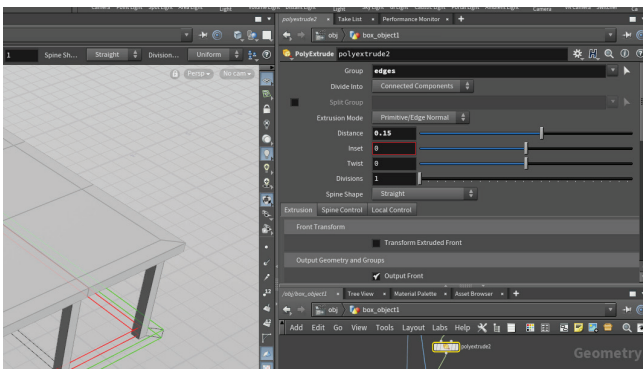 polyextrude2 × Take List × Performance Monitor × +
obj box_object1
PolyExtrude polyextrude2
1 Spine Sh... Straight Division... Uniform
Persp No cam
Group edges
Divide Into Connected Components
Split Group
Extrusion Mode Primitive/Edge Normal
Distance 0.15
Inset 0
Twist 0
Divisions 1
Spine Shape Straight
Extrusion Spine Control Local Control
Front Transform
Transform Extruded Front
Output Geometry and Groups
Output Front
/obj/box_object1 × Tree View × Material Palette × Asset Browser × +
obj box_object1
Add Edit Go View Tools Layout Labs Help
polyextrude2
Geometry